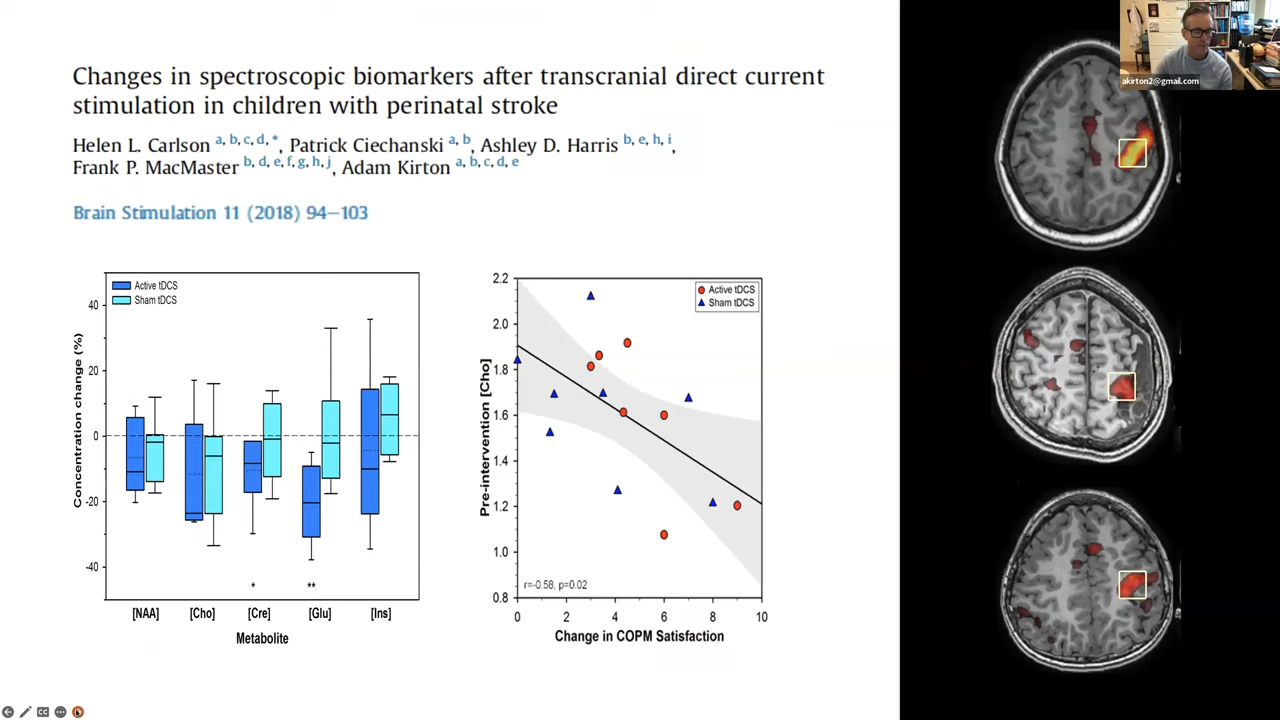 Changes in spectroscopic biomarkers after transcranial direct current
stimulation in children with perinatal stroke
Helen L. Carlson a, b, c, d, *, Patrick Ciechanski a, b, Ashley D. Harris b, e, h, i,
Frank P. MacMaster b, d, e, f, g, h, j, Adam Kirton a, b, c, d, e
Brain Stimulation 11 (2018) 94–103
akirton2@gmail.com
Active tDCS
Sham tDCS
Concentration change (%)
40
20
0
-20
-40
* **
[NAA] [Cho] [Cre] [Glu] [Ins]
Metabolite
Active tDCS
Sham tDCS
Pre-intervention [Cho]
2.2
2.0
1.8
1.6
1.4
1.2
1.0
0.8
r=-0.58, p=0.02
0 2 4 6 8 10
Change in COPM Satisfaction
CC